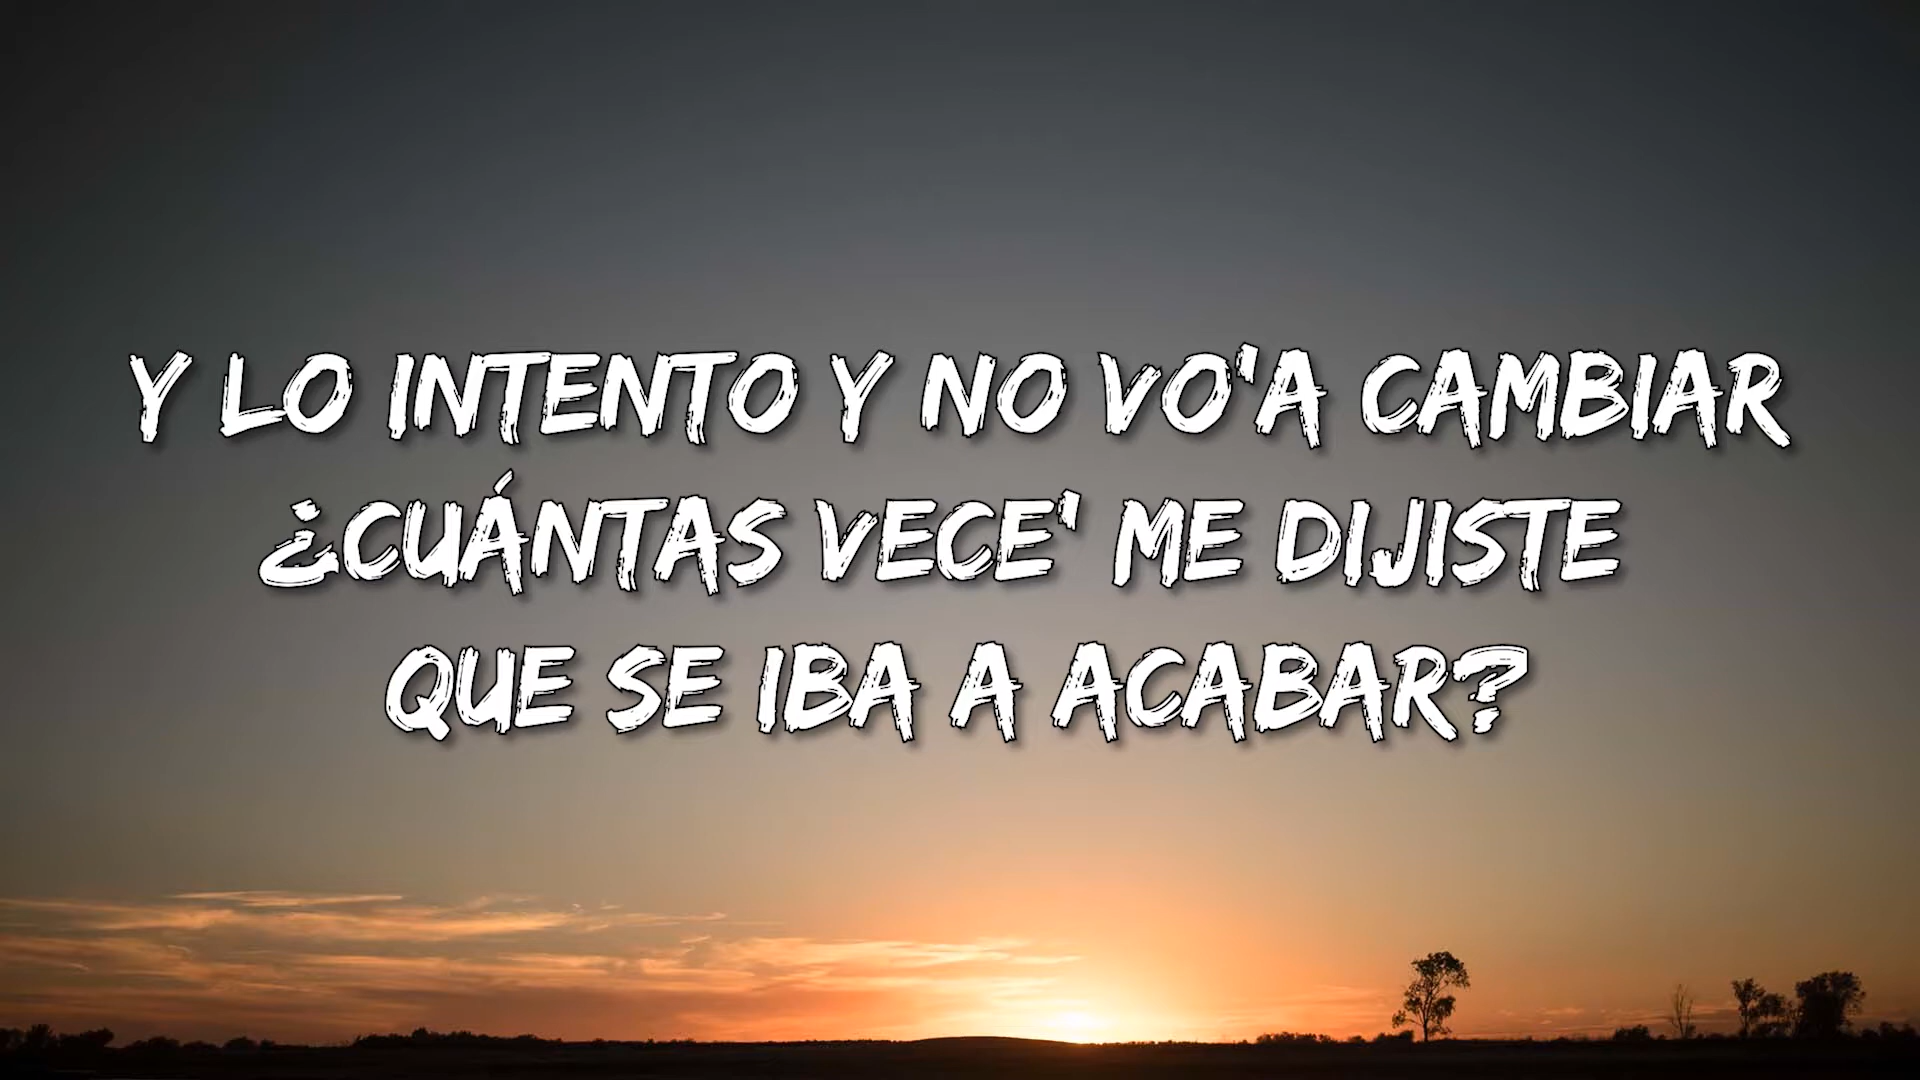 Y LO INTENTO Y NO VO'A CAMBIAR
¿CUÁNTAS VECE' ME DIJISTE
QUE SE IBA A ACABAR?